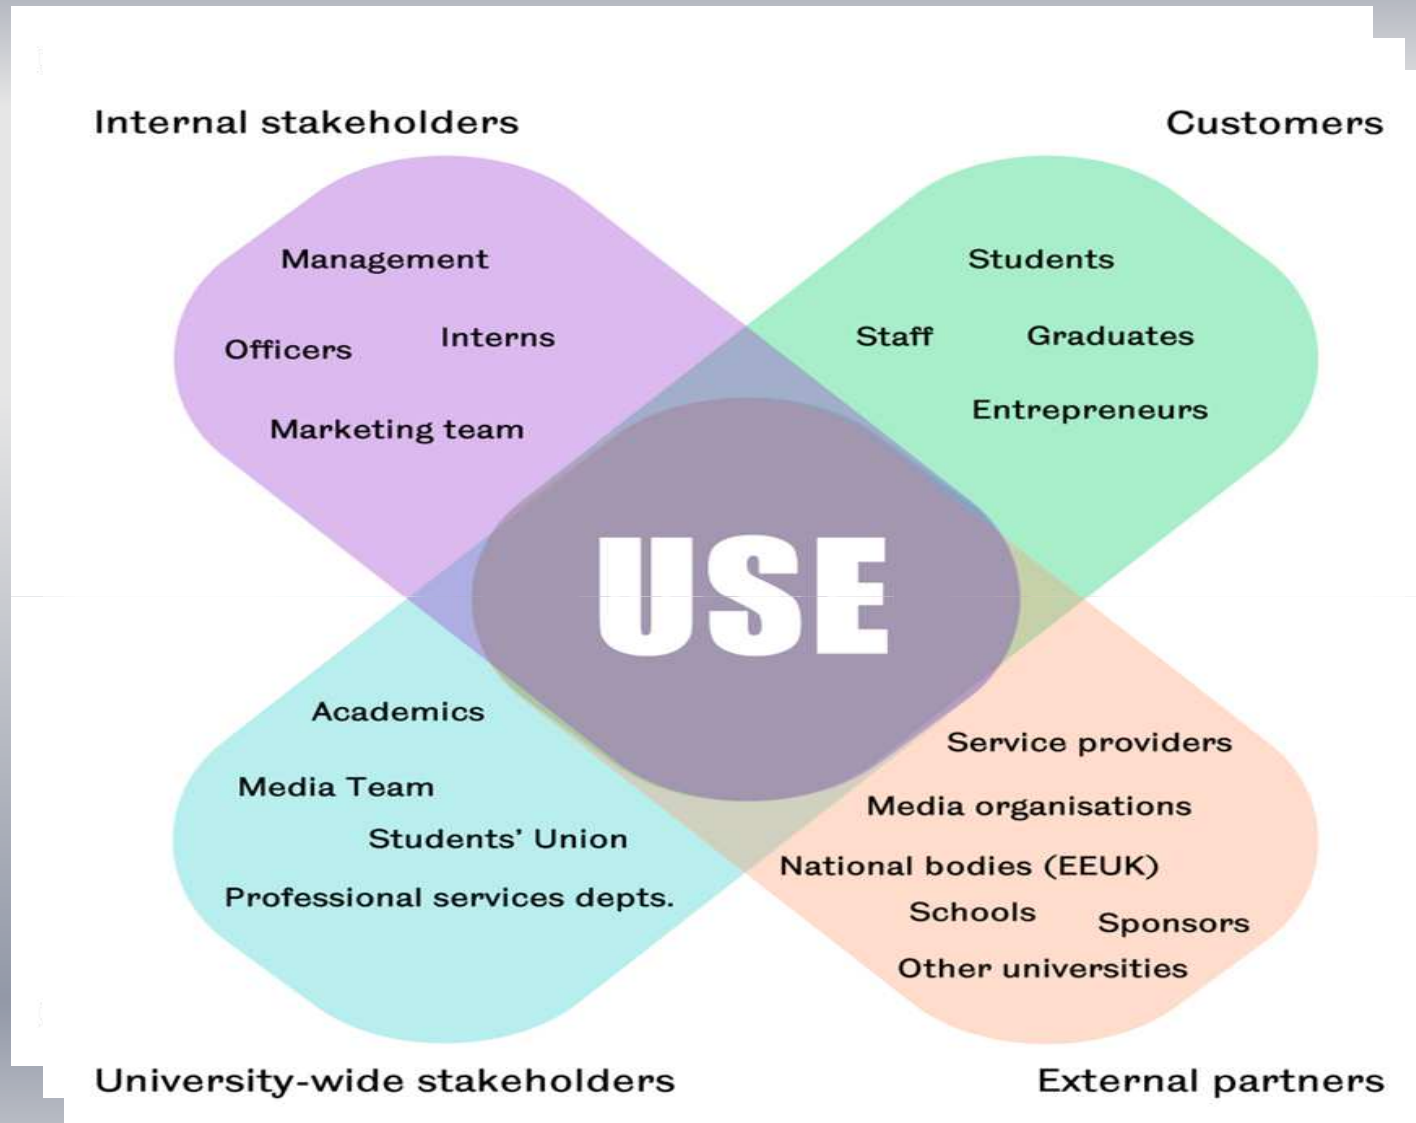 Internal stakeholders
Customers
Management
Officers
Interns
Marketing team
Students
Staff
Graduates
Entrepreneurs
USE
Academics
Media Team
Students’ Union
Professional services depts.
Service providers
Media organisations
National bodies (EEUK)
Schools
Sponsors
Other universities
University-wide stakeholders
External partners